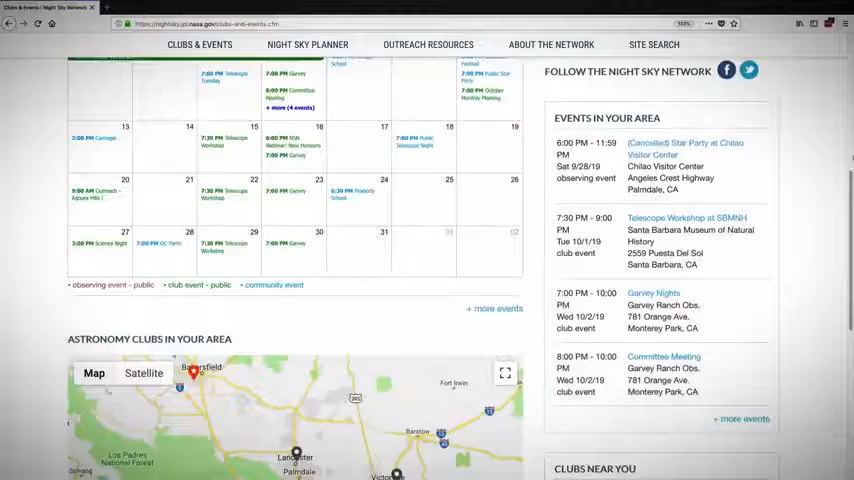 Clubs & Events | Night Sky Network
https://nightsky.jpl.nasa.gov/clubs-and-events.cfm
133%
CLUBS & EVENTS
NIGHT SKY PLANNER
OUTREACH RESOURCES
ABOUT THE NETWORK
SITE SEARCH
School
Festival
7:00 PM Telescope
Tuesday
7:00 PM Garvey
8:00 PM Committee
Meeting
+ more (4 events)
7:00 PM Public Star
Party
7:00 PM October
Monthly Meeting
13
14
15
16
17
18
19
7:30 PM Telescope
Workshop
6:00 PM NSN
Webinar: New Horizons
7:00 PM Garvey
7:00 PM Public
Telescope Night
20
21
22
23
24
25
26
9:00 AM Outreach -
7:30 PM Telescope
Workshop
7:00 PM Garvey
6:30 PM Peabody
School
27
28
29
30
31
01
02
3:00 PM Science Night
7:00 PM OC Parks
7:30 PM Telescope
Workshop
7:00 PM Garvey
• observing event - public
• club event - public
• community event
+ more events
ASTRONOMY CLUBS IN YOUR AREA
Map
Satellite
Bakersfield
Fort Irwin
395
15
Barstow
Los Padres
National Forest
Lancaster
Palmdale
FOLLOW THE NIGHT SKY NETWORK
EVENTS IN YOUR AREA
6:00 PM - 11:59
PM
Sat 9/28/19
observing event
(Cancelled) Star Party at Chilao
Visitor Center
Chilao Visitor Center
Angeles Crest Highway
Palmdale, CA
7:30 PM - 9:00
PM
Tue 10/1/19
club event
Telescope Workshop at SBMNH
Santa Barbara Museum of Natural
History
2559 Puesta Del Sol
Santa Barbara, CA
7:00 PM - 10:00
PM
Wed 10/2/19
club event
Garvey Nights
Garvey Ranch Obs.
781 Orange Ave.
Monterey Park, CA
8:00 PM - 10:00
PM
Wed 10/2/19
club event
Committee Meeting
Garvey Ranch Obs.
781 Orange Ave.
Monterey Park, CA
+ more events
CLUBS NEAR YOU